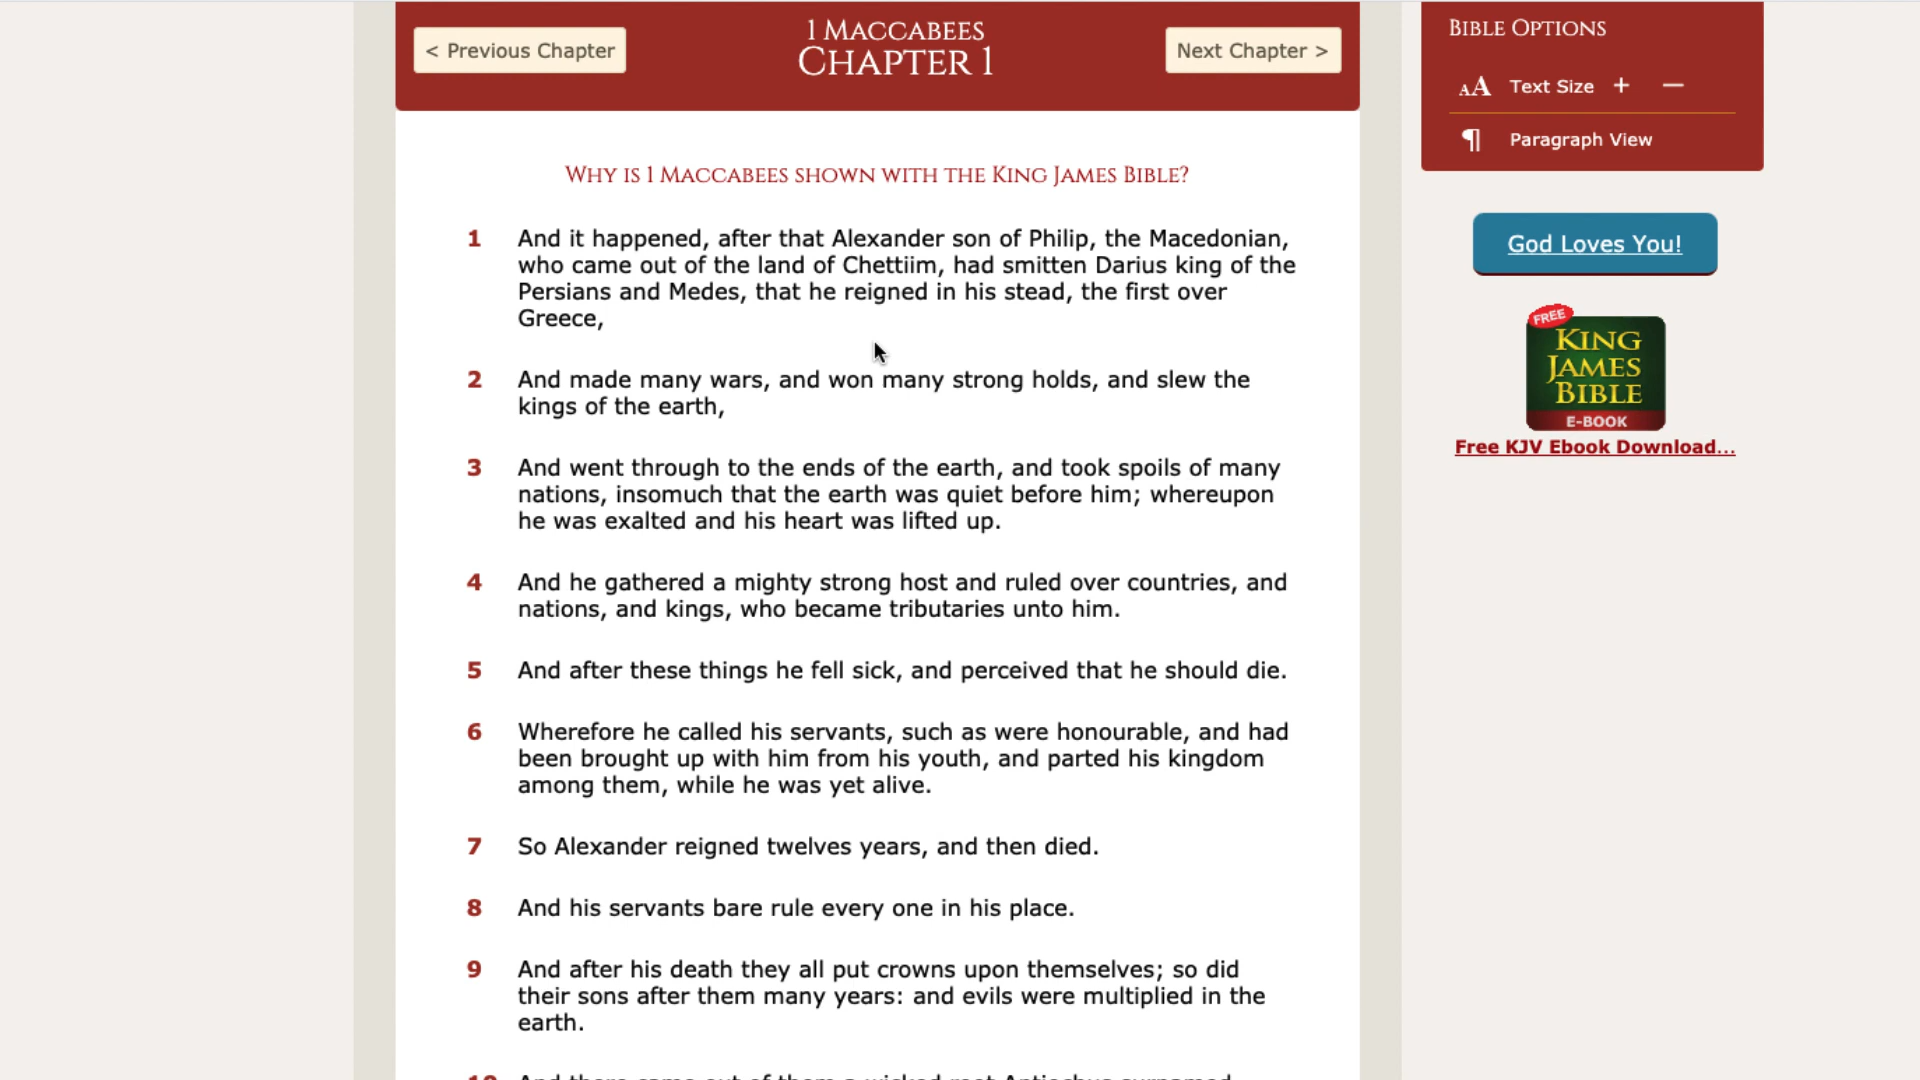 < Previous Chapter
1 Maccabees
Chapter 1
Next Chapter >
Why is 1 Maccabees shown with the King James Bible?
1 And it happened, after that Alexander son of Philip, the Macedonian,
who came out of the land of Chettiim, had smitten Darius king of the
Persians and Medes, that he reigned in his stead, the first over
Greece,
2 And made many wars, and won many strong holds, and slew the
kings of the earth,
3 And went through to the ends of the earth, and took spoils of many
nations, insomuch that the earth was quiet before him; whereupon
he was exalted and his heart was lifted up.
4 And he gathered a mighty strong host and ruled over countries, and
nations, and kings, who became tributaries unto him.
5 And after these things he fell sick, and perceived that he should die.
6 Wherefore he called his servants, such as were honourable, and had
been brought up with him from his youth, and parted his kingdom
among them, while he was yet alive.
7 So Alexander reigned twelves years, and then died.
8 And his servants bare rule every one in his place.
9 And after his death they all put crowns upon themselves; so did
their sons after them many years: and evils were multiplied in the
earth.
10 And there came out of them a wicked root Antiochus surnamed
Bible Options
AA Text Size + —
¶ Paragraph View
God Loves You!
FREE
KING
JAMES
BIBLE
E-BOOK
Free KJV Ebook Download...